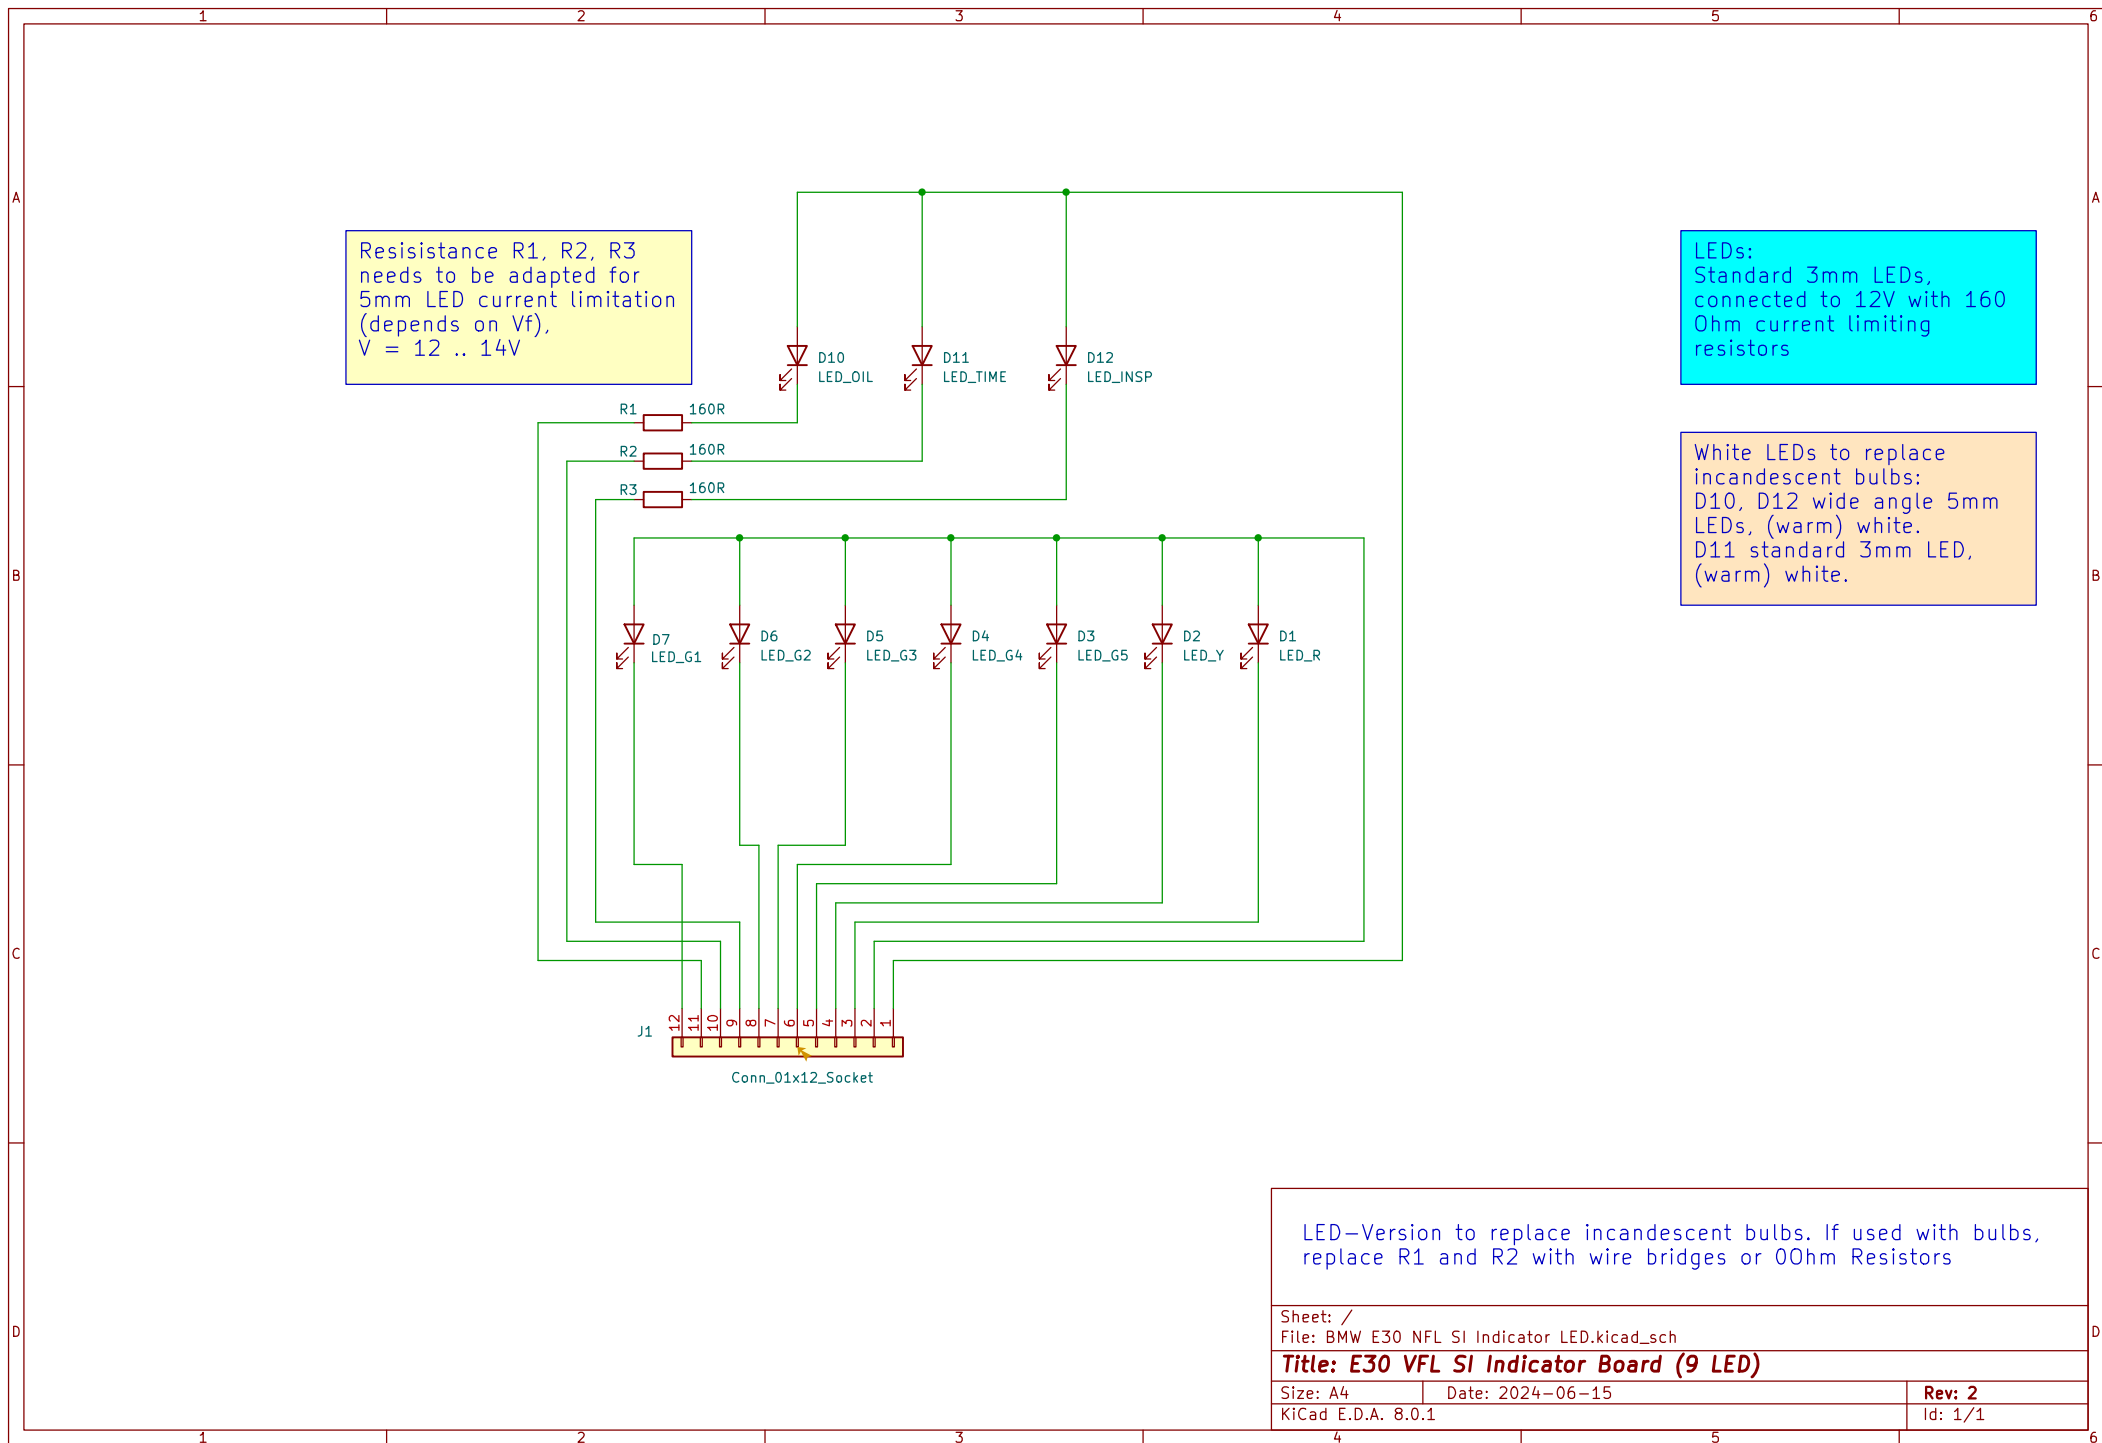 1 2 3 4 5 6
A A
Resisistance R1, R2, R3
needs to be adapted for
5mm LED current limitation
(depends on Vf),
V = 12 .. 14V
LEDs:
Standard 3mm LEDs,
connected to 12V with 160
Ohm current limiting
resistors
D10
LED_OIL
D11
LED_TIME
D12
LED_INSP
R1 160R
R2 160R
R3 160R
White LEDs to replace
incandescent bulbs:
D10, D12 wide angle 5mm
LEDs, (warm) white.
D11 standard 3mm LED,
(warm) white.
B B
D7
LED_G1
D6
LED_G2
D5
LED_G3
D4
LED_G4
D3
LED_G5
D2
LED_Y
D1
LED_R
C C
12 11 10 9 8 7 6 5 4 3 2 1
J1
Conn_01x12_Socket
LED-Version to replace incandescent bulbs. If used with bulbs,
replace R1 and R2 with wire bridges or 0Ohm Resistors
Sheet: /
File: BMW E30 NFL SI Indicator LED.kicad_sch
D D
Title: E30 VFL SI Indicator Board (9 LED)
Size: A4 Date: 2024-06-15 Rev: 2
KiCad E.D.A. 8.0.1 Id: 1/1
1 2 3 4 5 6